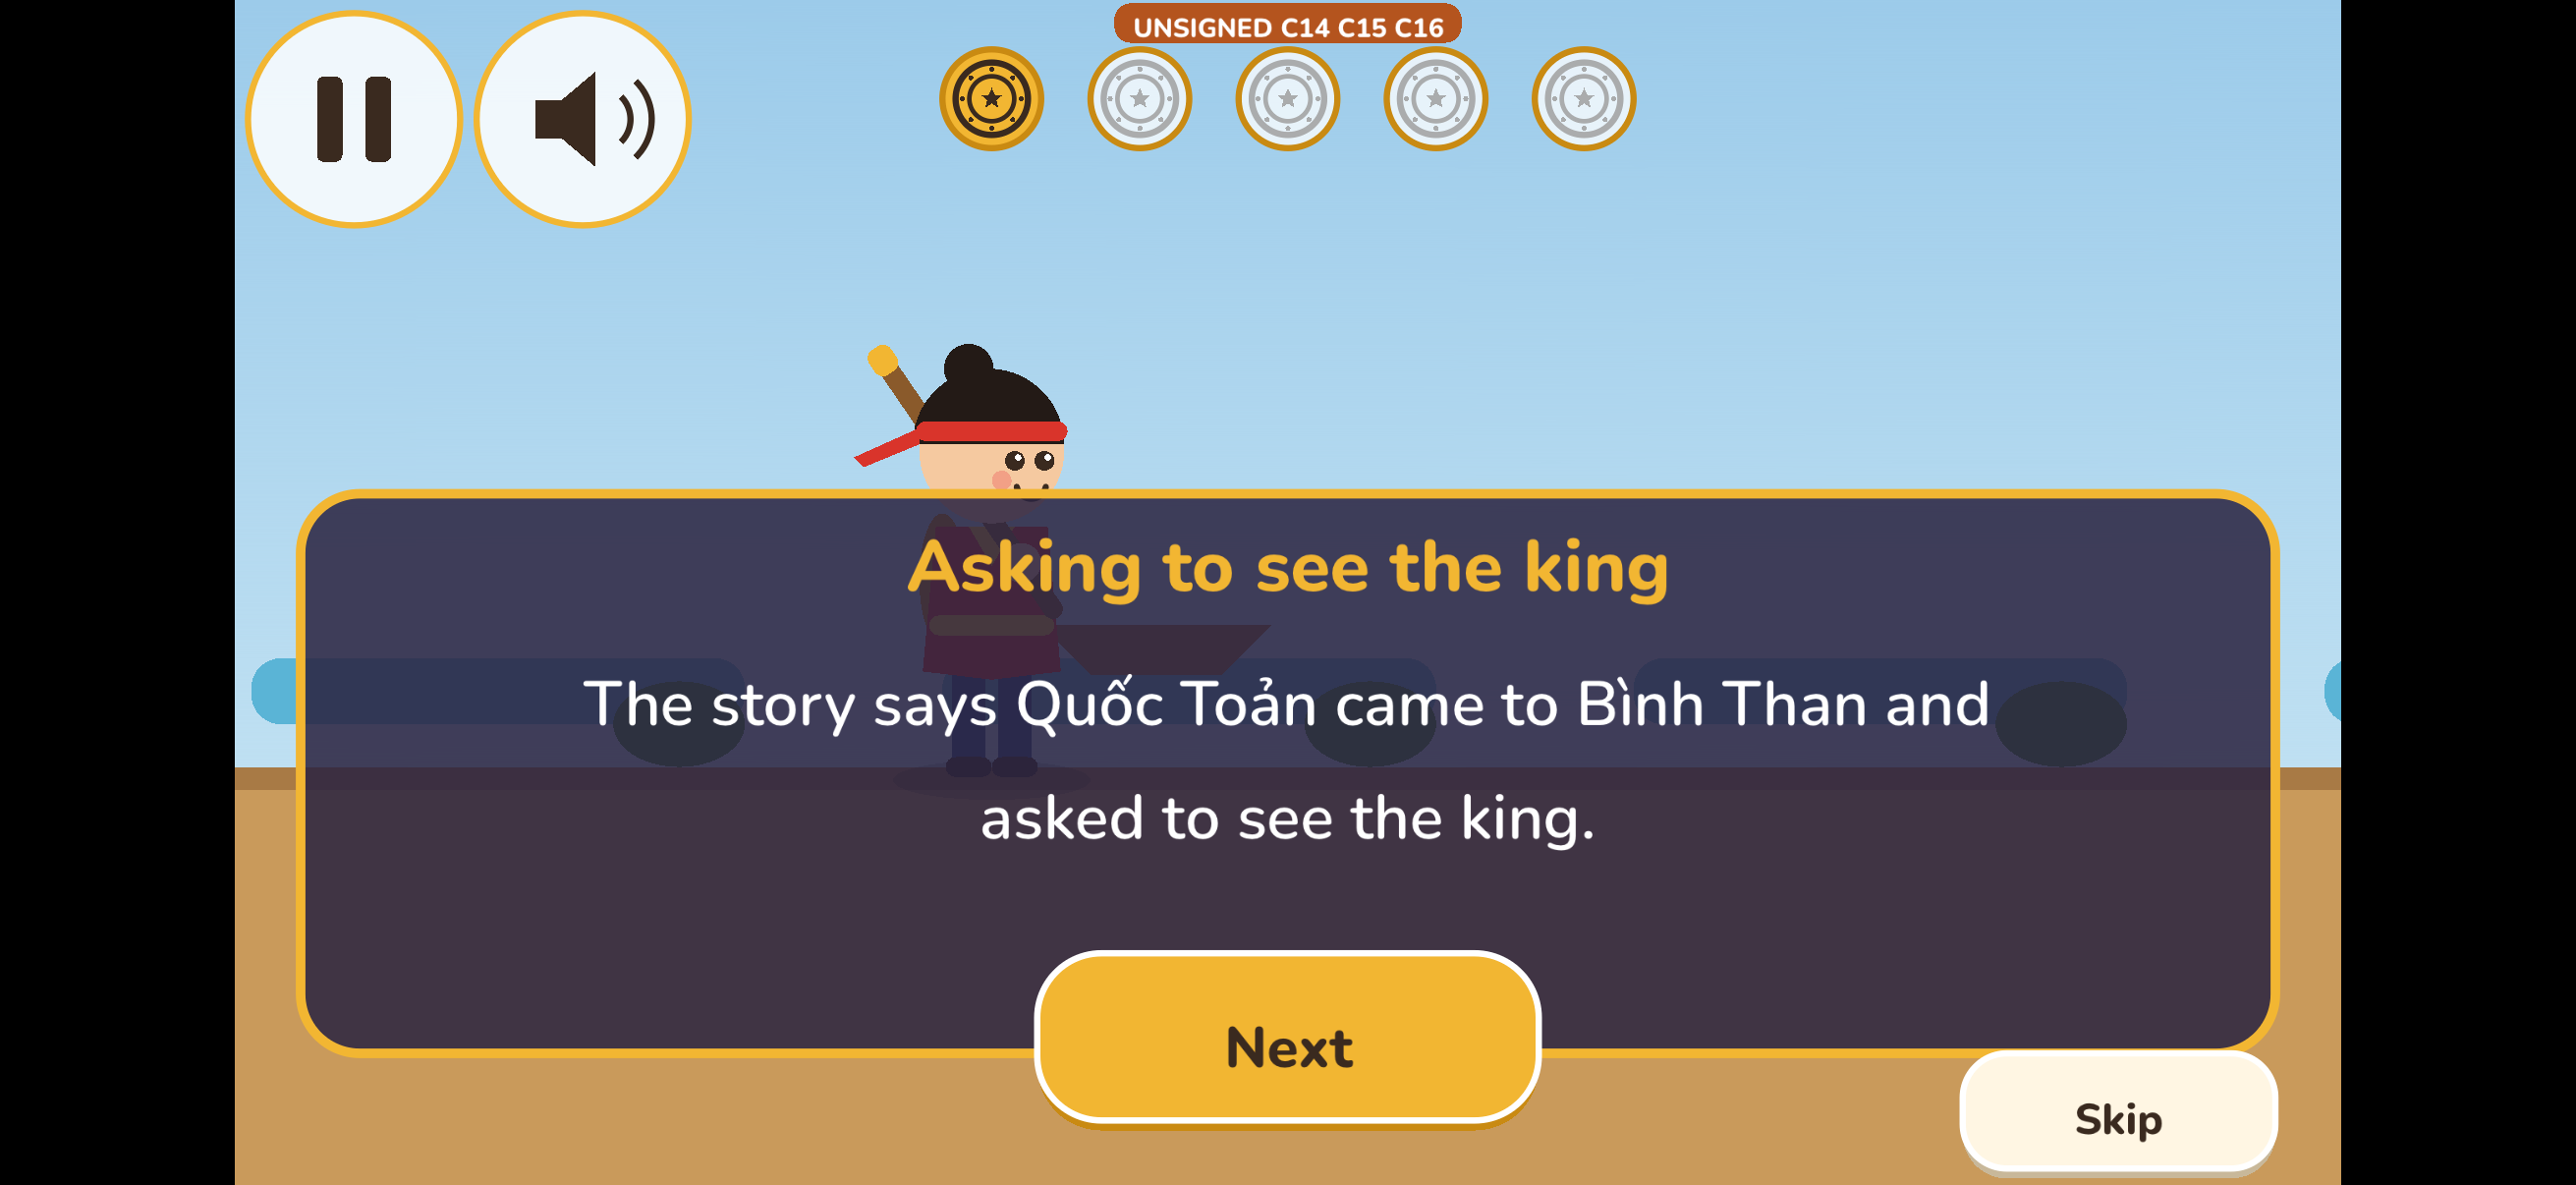 UNSIGNED C14 C15 C16
Asking to see the king
The story says Quốc Toản came to Bình Than and
asked to see the king.
Next
Skip